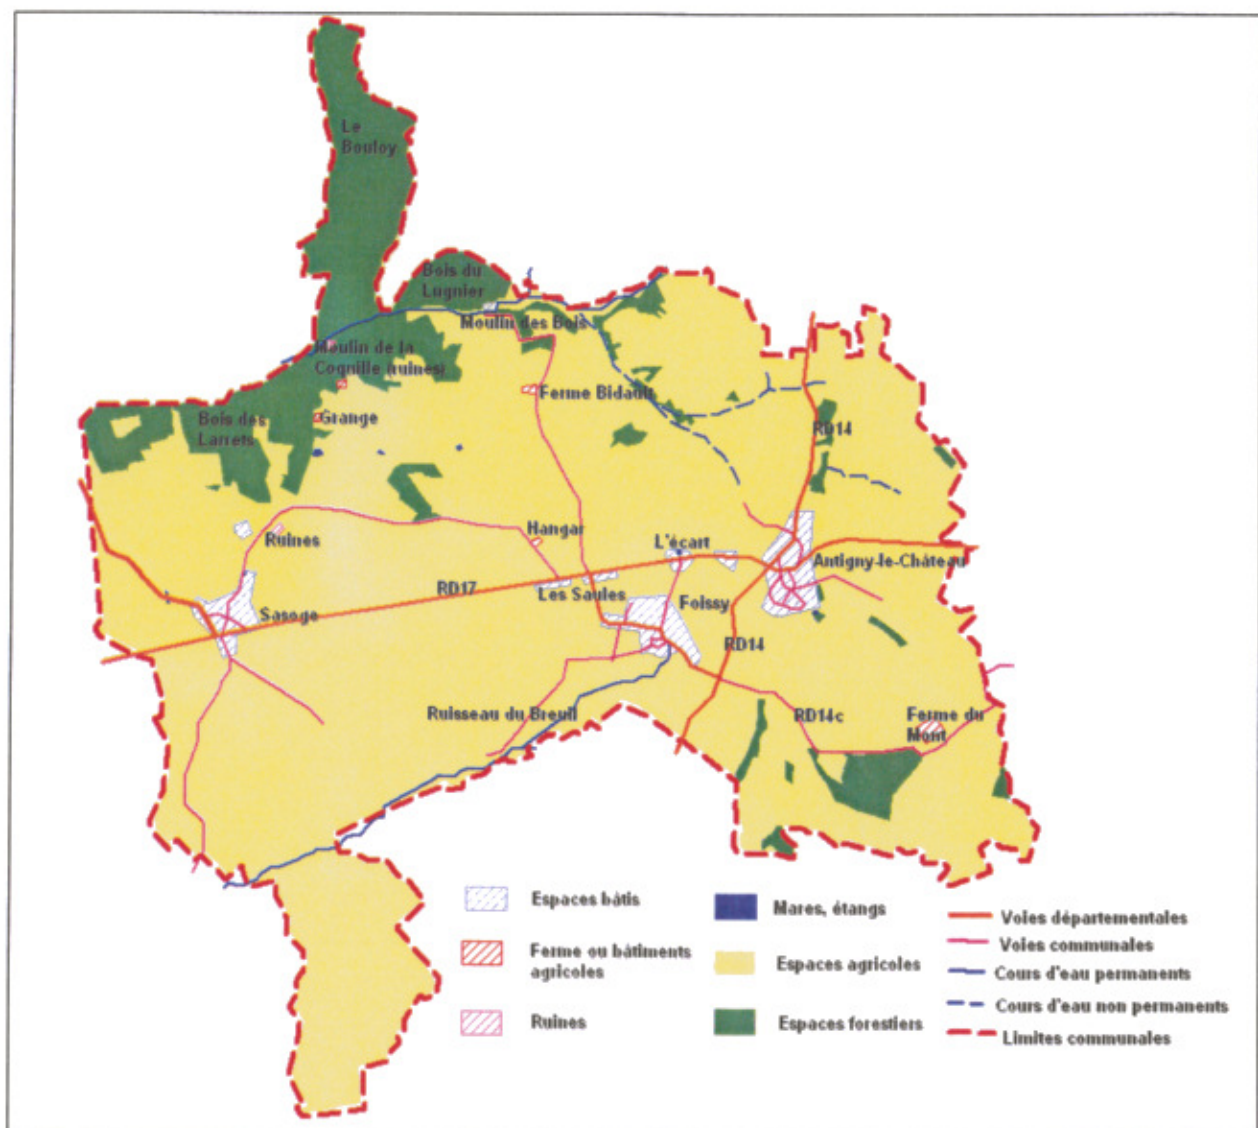 Le
Bouloy
Bois du
Lugnier
Moulin des Bois
Moulin de la
Coqnille (ruines)
Ferme Bidault
Bois des
Larrets
Grange
RD14
Ruines
Hangar
L'écart
Antigny-le-Château
RD17
Les Saules
Foissy
Sasoge
RD14
Ruisseau du Breuil
RD14c
Ferme du
Mont
Espaces bâtis
Ferme ou bâtiments
agricoles
Ruines
Mares, étangs
Espaces agricoles
Espaces forestiers
Voies départementales
Voies communales
Cours d'eau permanents
Cours d'eau non permanents
Limites communales